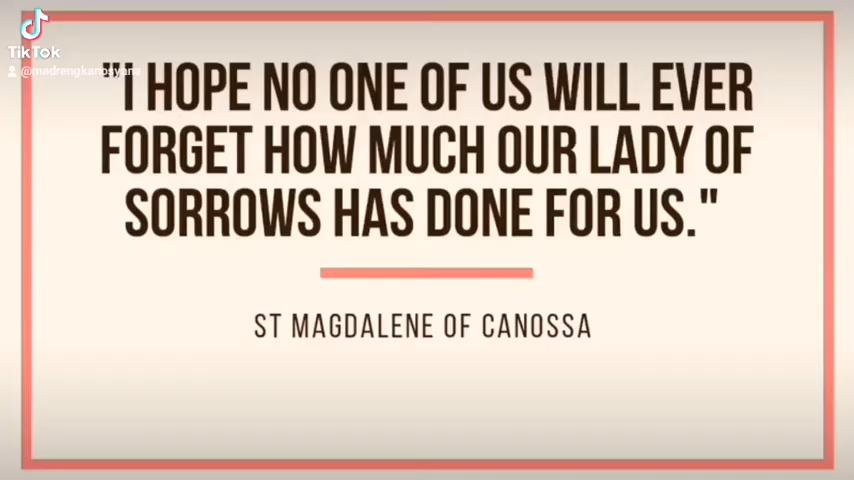 TikTok
@madrengkanosyana
"I HOPE NO ONE OF US WILL EVER
FORGET HOW MUCH OUR LADY OF
SORROWS HAS DONE FOR US."
ST MAGDALENE OF CANOSSA